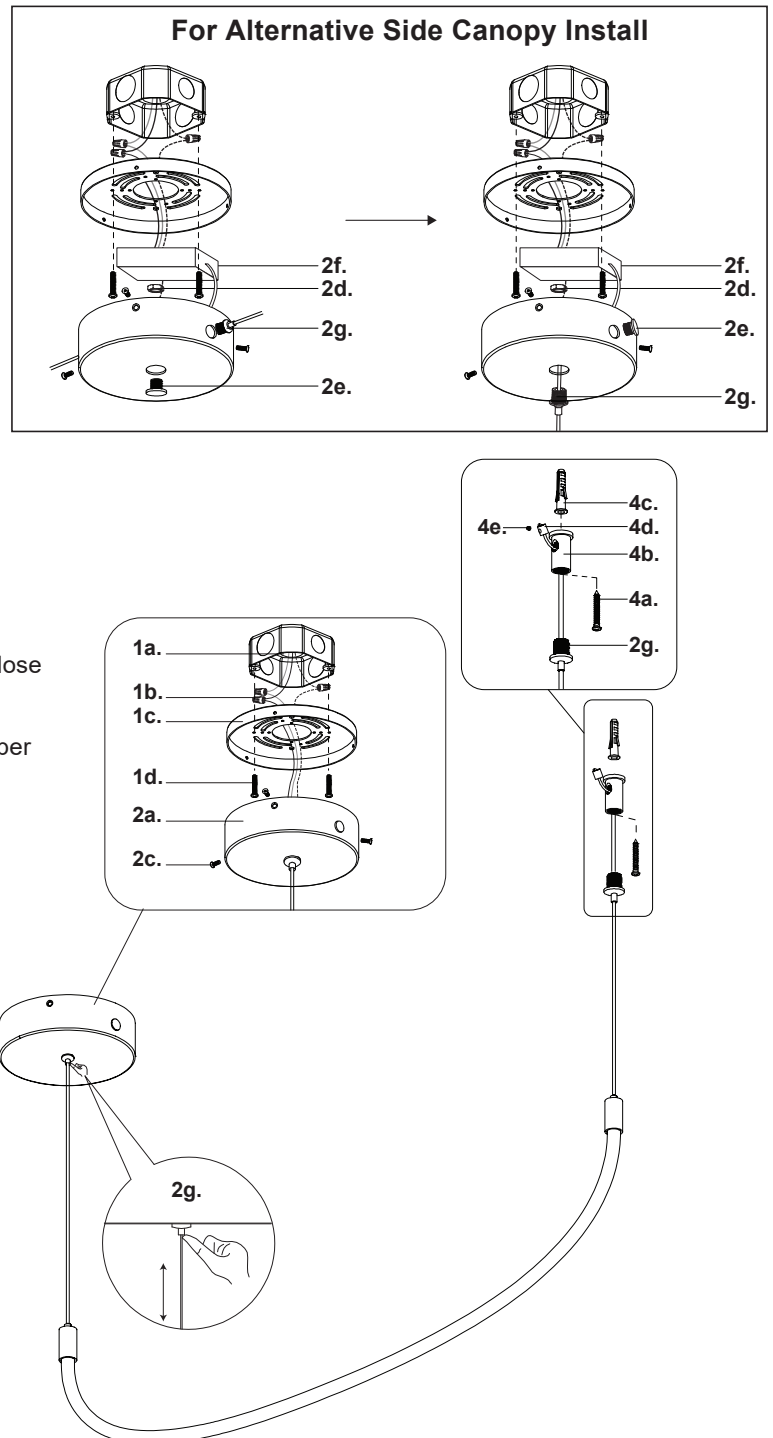 For Alternative Side Canopy Install
2f.
2d.
2g.
2e.
2f.
2d.
2e.
2g.
4c.
4e.
4d.
4b.
4a.
2g.
1a.
1b.
1c.
1d.
2a.
2c.
2g.